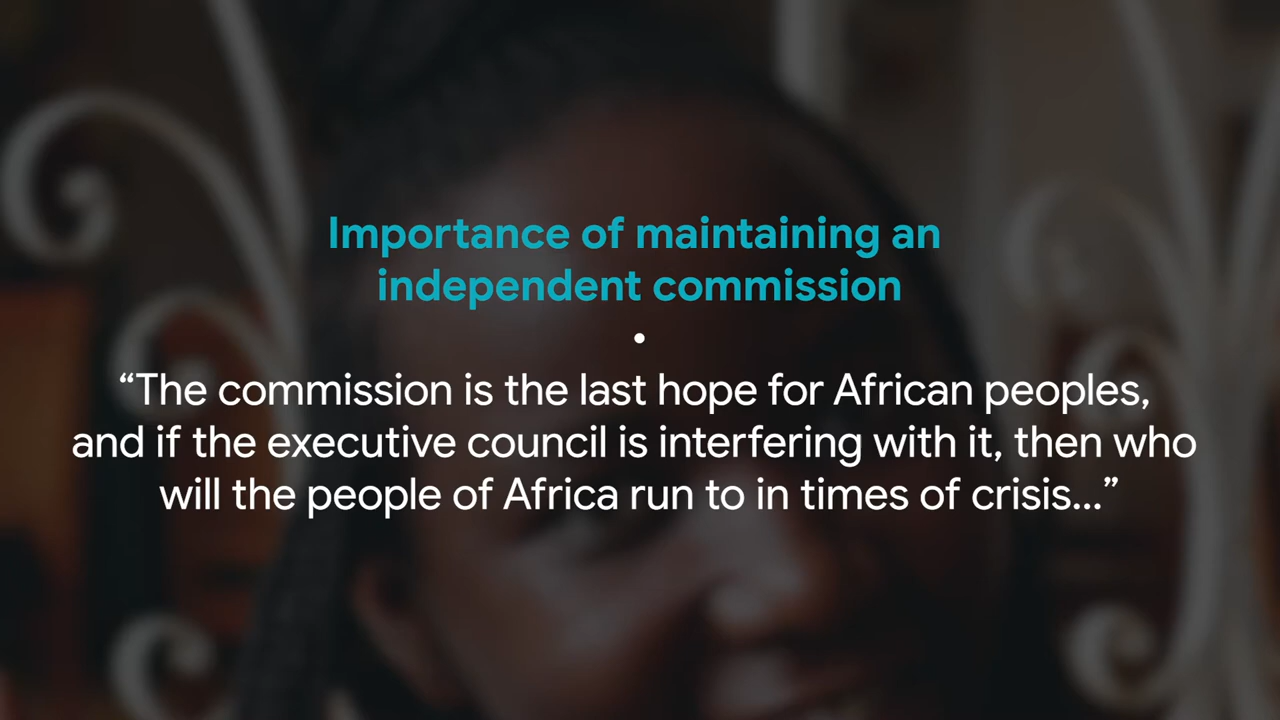 Importance of maintaining an
independent commission
•
“The commission is the last hope for African peoples,
and if the executive council is interfering with it, then who
will the people of Africa run to in times of crisis...”